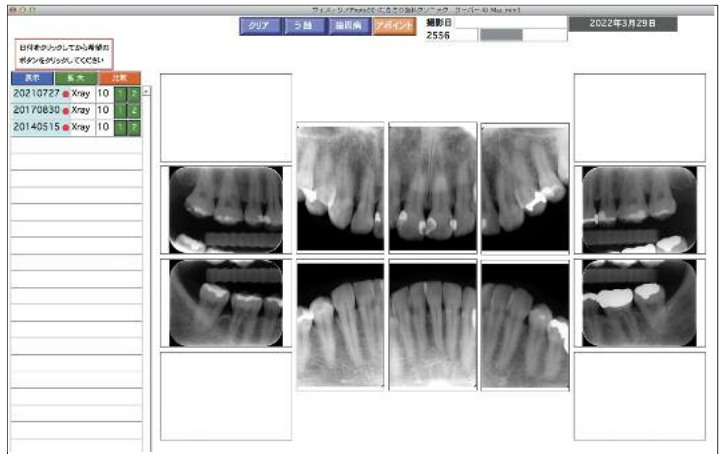 クリア う蝕 歯周病 アポイント 撮影日 2022年3月29日
2556
日付をクリックしてから希望の
ボタンをクリックしてください
表示 拡大 比較
20210727 Xray 10 1 2
20170830 Xray 10 1 2
20140515 Xray 10 1 2